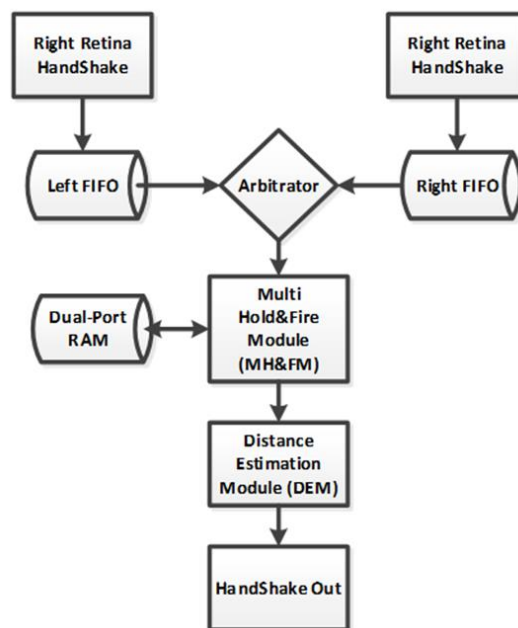 Right Retina
HandShake
Right Retina
HandShake
Left FIFO
Arbitrator
Right FIFO
Multi
Hold&Fire
Module
(MH&FM)
Dual-Port
RAM
Distance
Estimation
Module (DEM)
HandShake Out